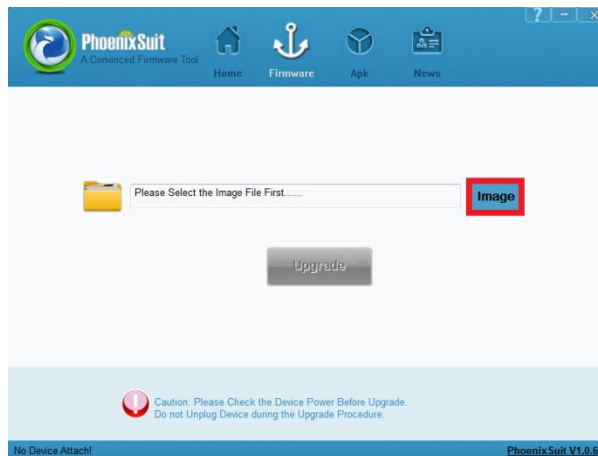 ? - x
PhoenixSuit
A Convinced Firmware Tool
Home Firmware Apk News
Please Select the Image File First......
Image
Upgrade
Caution: Please Check the Device Power Before Upgrade.
Do not Unplug Device during the Upgrade Procedure.
No Device Attach!
PhoenixSuit V1.0.6